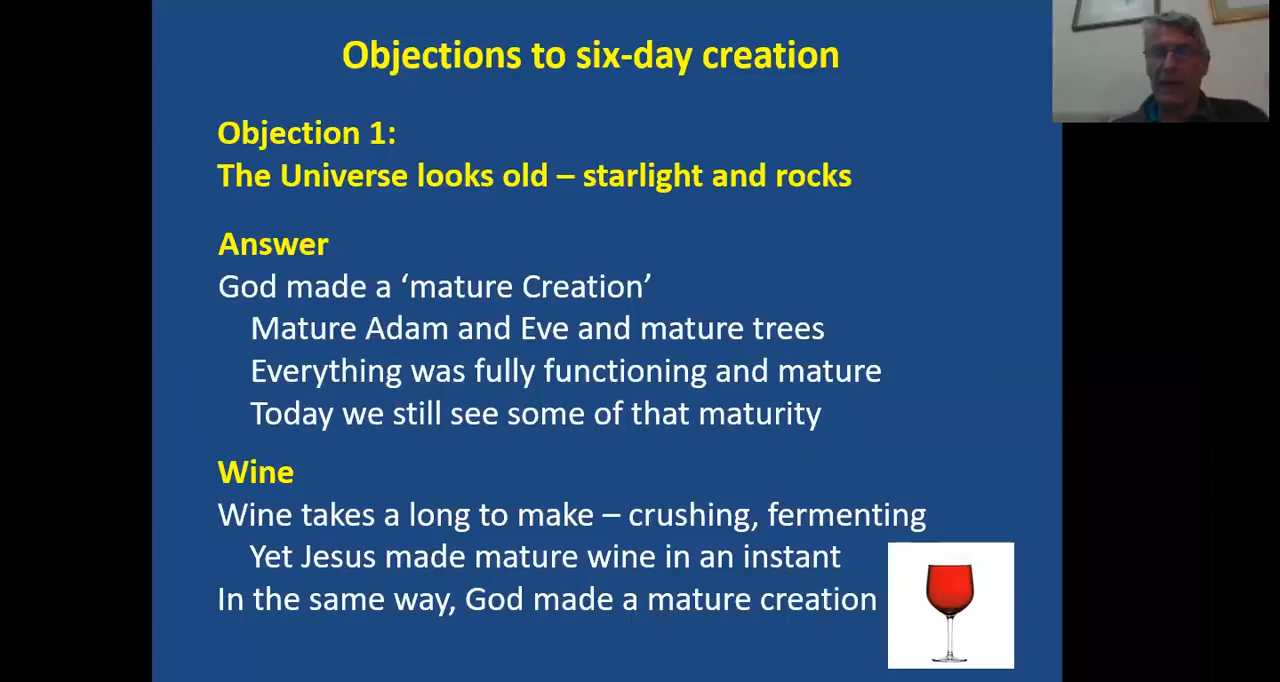 Objections to six-day creation
Objection 1:
The Universe looks old – starlight and rocks
Answer
God made a ‘mature Creation’
Mature Adam and Eve and mature trees
Everything was fully functioning and mature
Today we still see some of that maturity
Wine
Wine takes a long to make – crushing, fermenting
Yet Jesus made mature wine in an instant
In the same way, God made a mature creation